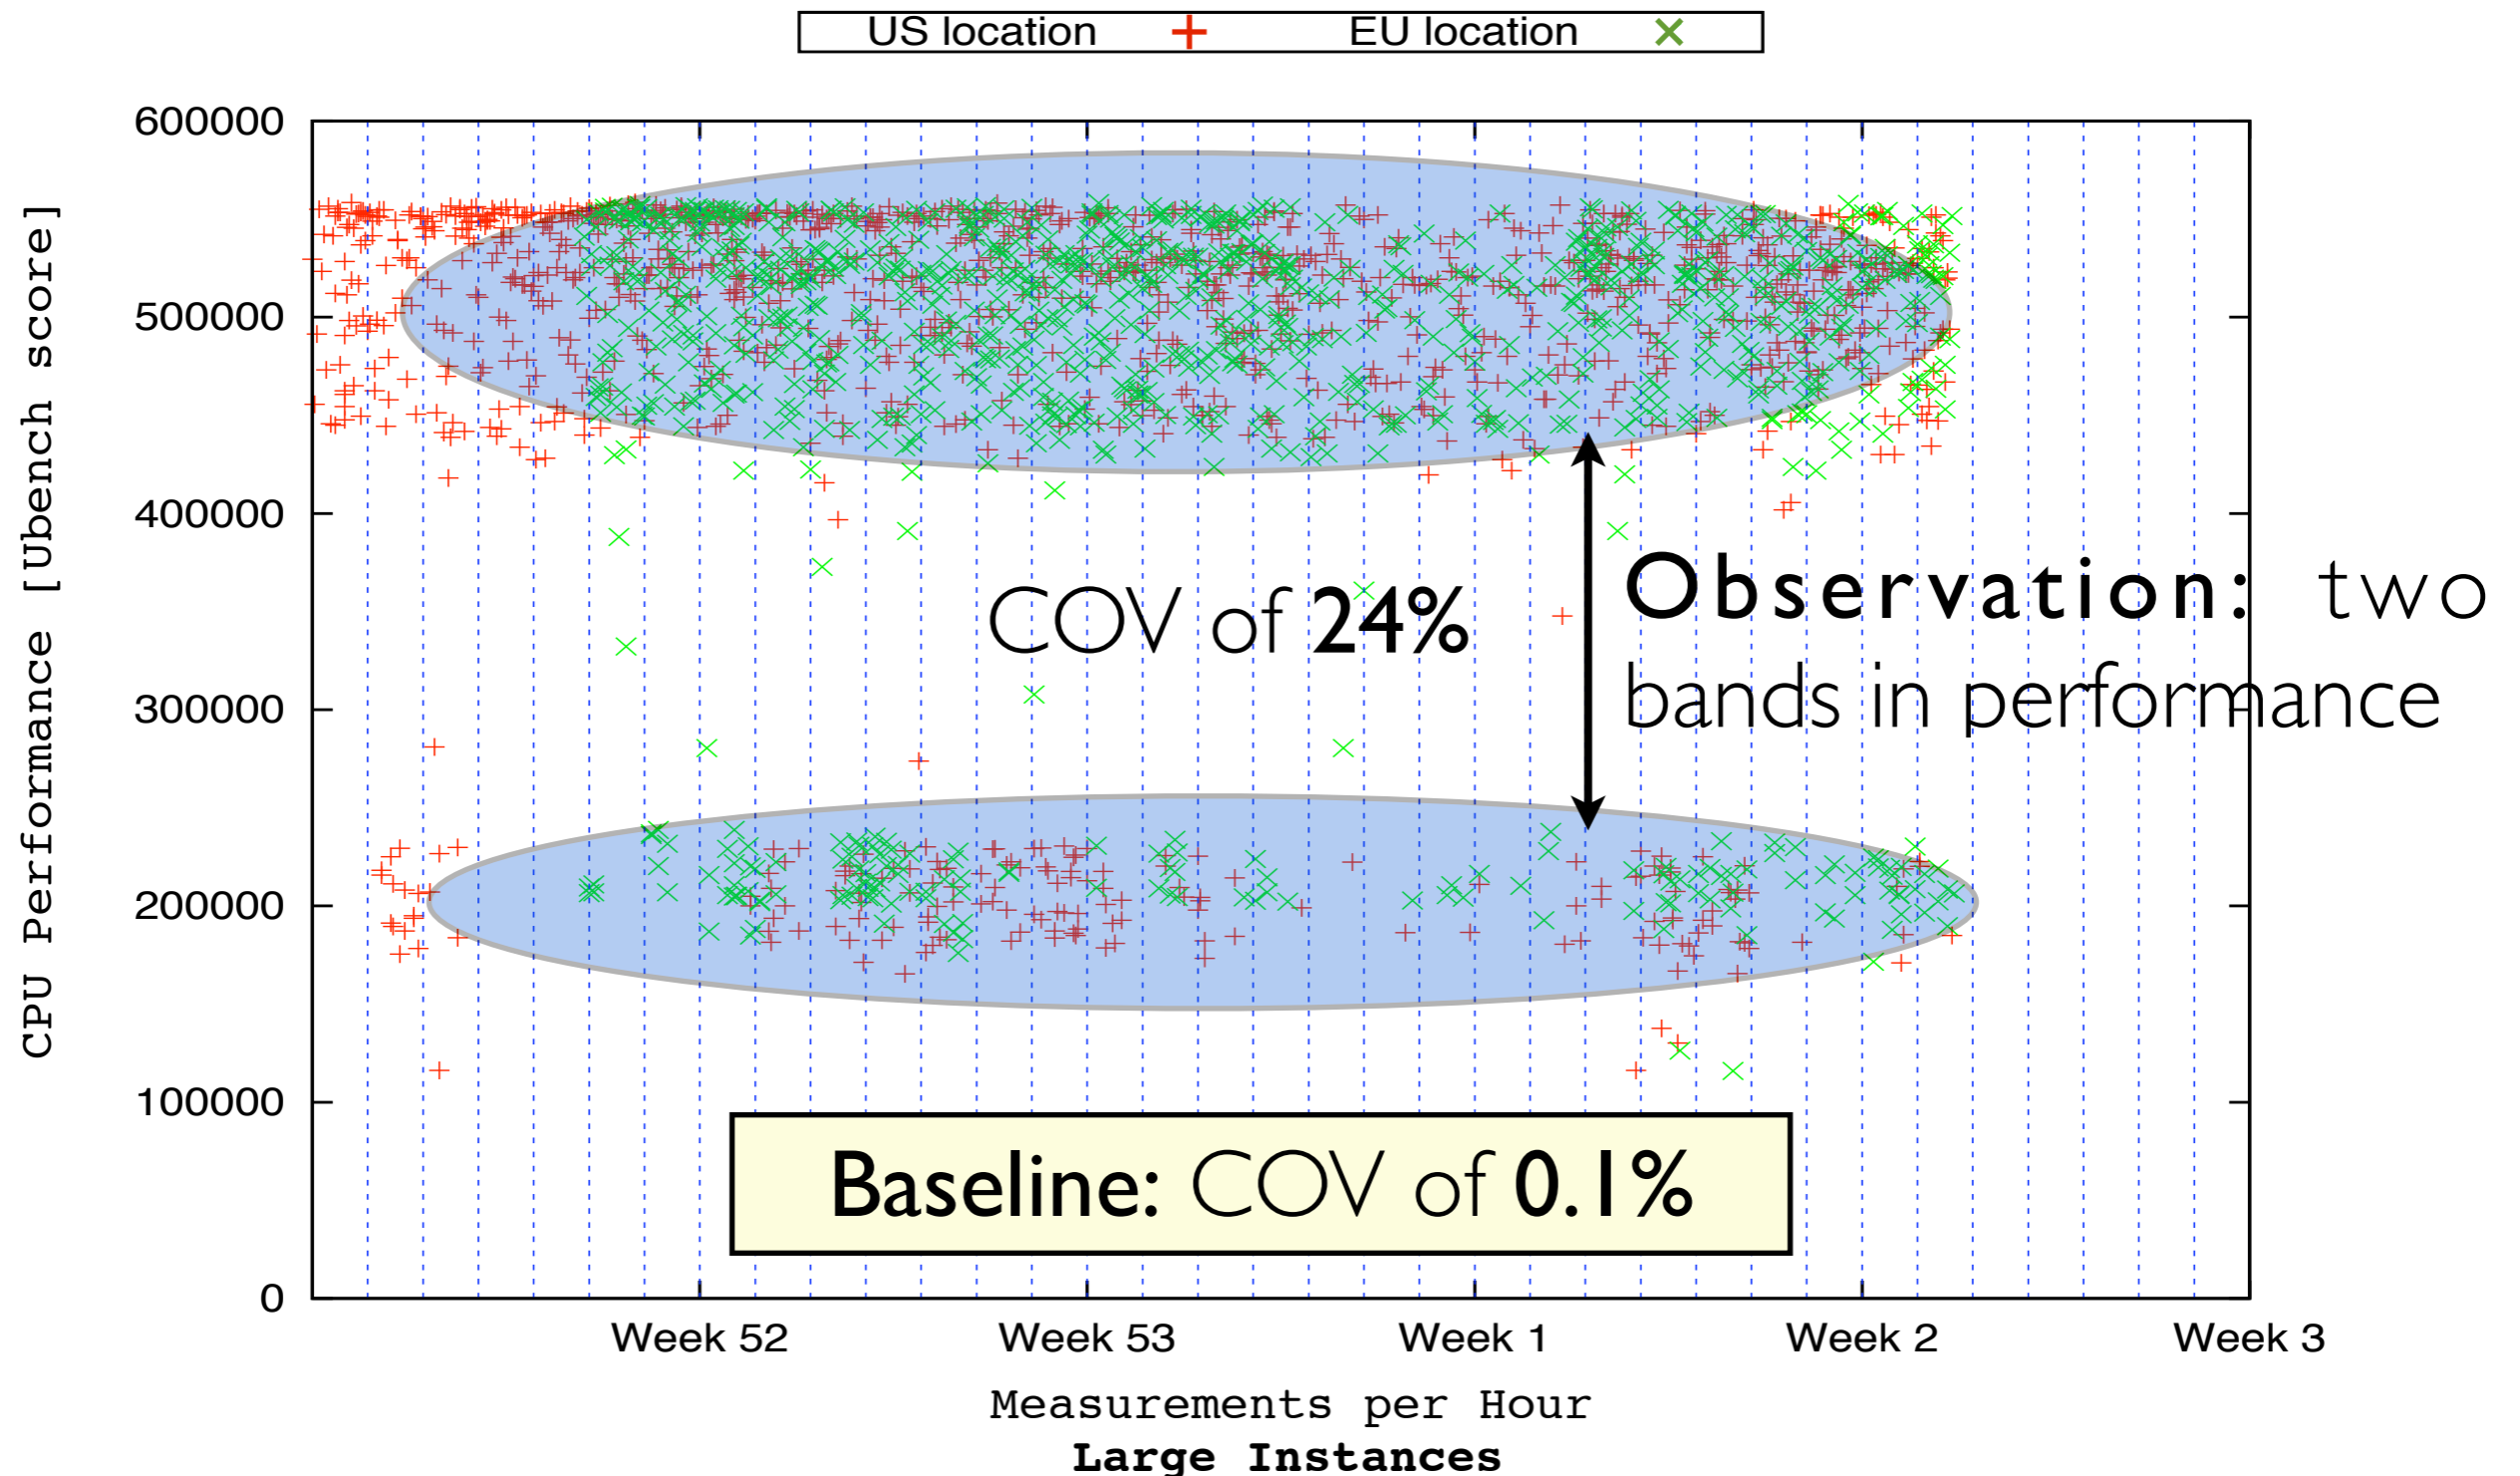 US location EU location
600000
500000
400000
300000
200000
100000
0
CPU Performance [Ubench score]
COV of 24%
Observation: two
bands in performance
Baseline: COV of 0.1%
Week 52 Week 53 Week 1 Week 2 Week 3
Measurements per Hour
Large Instances